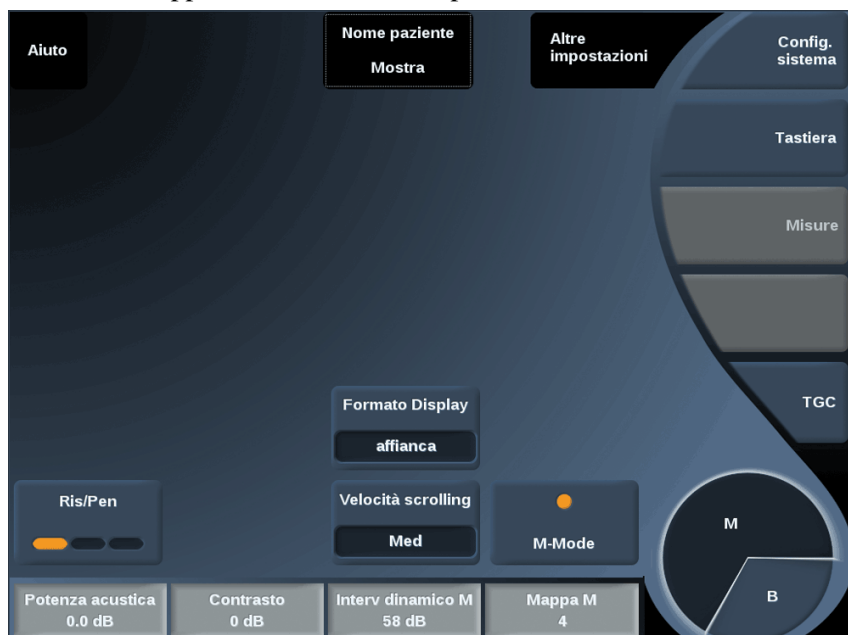 Aiuto
Nome paziente
Mostra
Altre
impostazioni
Config.
sistema
Tastiera
Misure
TGC
Formato Display
affianca
Ris/Pen
Velocità scrolling
Med
M-Mode
M
B
Potenza acustica
0.0 dB
Contrasto
0 dB
Interv dinamico M
58 dB
Mappa M
4